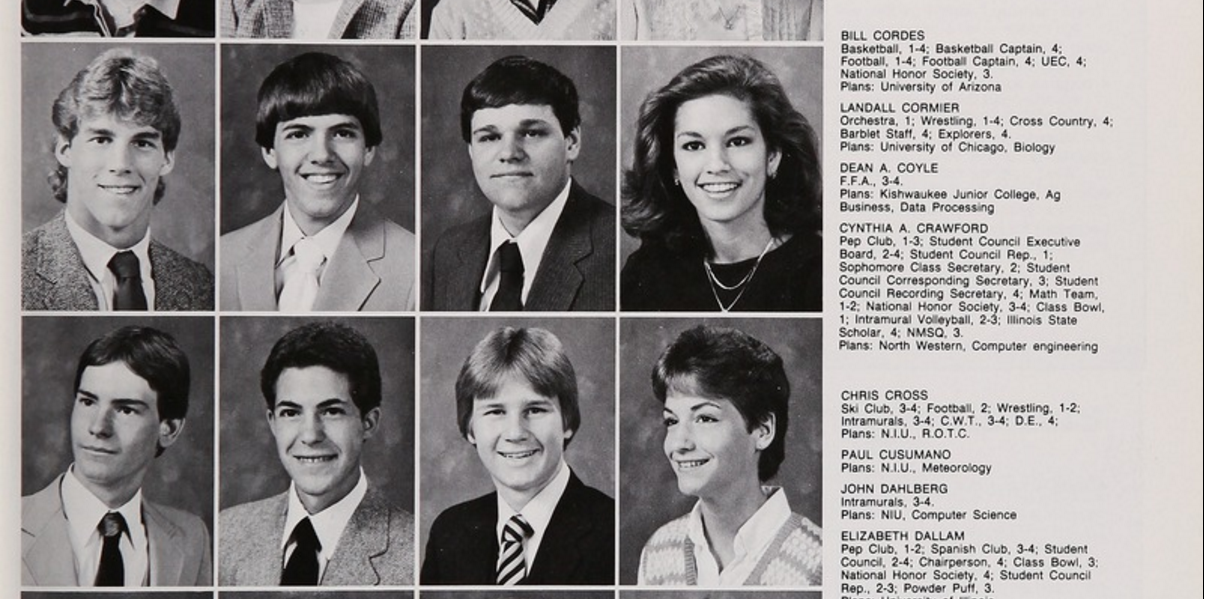 BILL CORDES
Basketball, 1-4; Basketball Captain, 4;
Football, 1-4; Football Captain, 4; UEC, 4;
National Honor Society, 3.
Plans: University of Arizona
LANDALL CORMIER
Orchestra, 1; Wrestling, 1-4; Cross Country, 4;
Barblet Staff, 4; Explorers, 4.
Plans: University of Chicago, Biology
DEAN A. COYLE
F.F.A., 3-4.
Plans: Kishwaukee Junior College, Ag
Business, Data Processing
CYNTHIA A. CRAWFORD
Pep Club, 1-3; Student Council Executive
Board, 2-4; Student Council Rep., 1;
Sophomore Class Secretary, 2; Student
Council Corresponding Secretary, 3; Student
Council Recording Secretary, 4; Math Team,
1-2; National Honor Society, 3-4; Class Bowl,
1; Intramural Volleyball, 2-3; Illinois State
Scholar, 4; NMSQ, 3.
Plans: North Western, Computer engineering
CHRIS CROSS
Ski Club, 3-4; Football, 2; Wrestling, 1-2;
Intramurals, 3-4; C.W.T., 3-4; D.E., 4;
Plans: N.I.U., R.O.T.C.
PAUL CUSUMANO
Plans: N.I.U., Meteorology
JOHN DAHLBERG
Intramurals, 3-4.
Plans: NIU, Computer Science
ELIZABETH DALLAM
Pep Club, 1-2; Spanish Club, 3-4; Student
Council, 2-4; Chairperson, 4; Class Bowl, 3;
National Honor Society, 4; Student Council
Rep., 2-3; Powder Puff, 3.